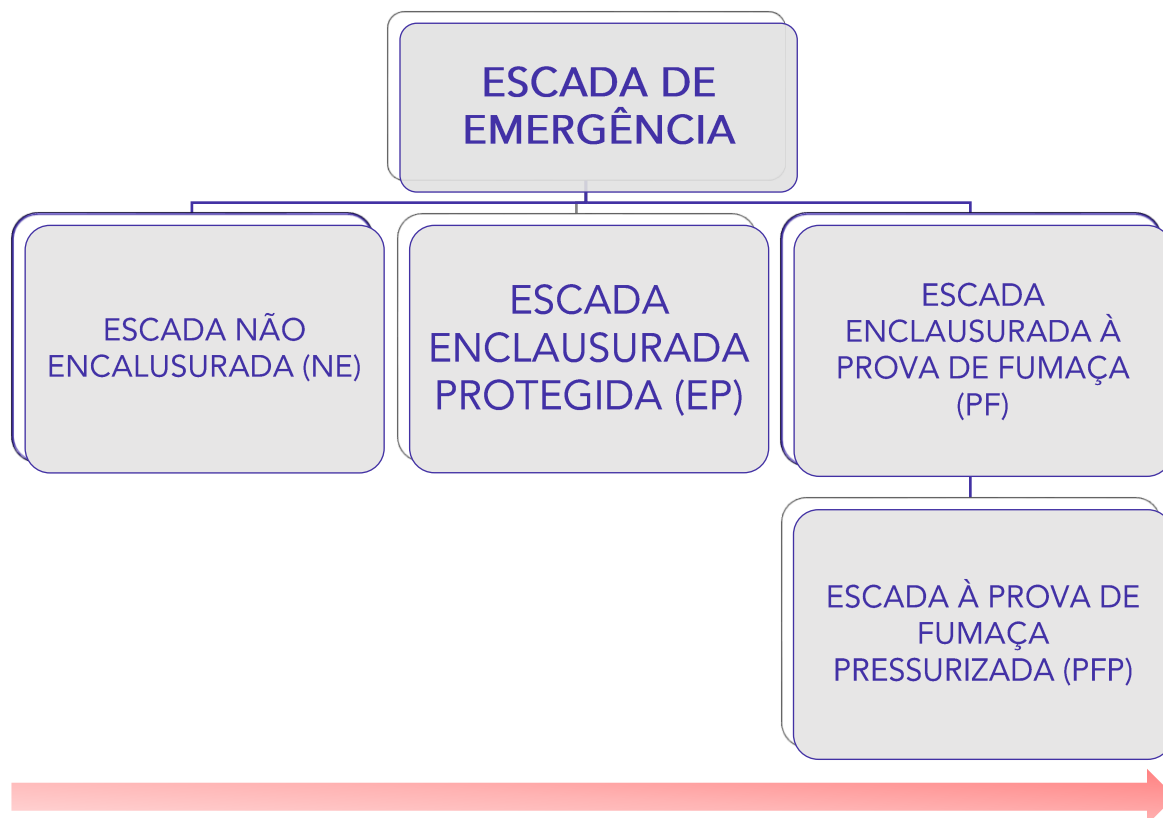 ESCADA DE
EMERGÊNCIA
ESCADA NÃO
ENCALUSURADA (NE)
ESCADA
ENCLAUSURADA
PROTEGIDA (EP)
ESCADA
ENCLAUSURADA À
PROVA DE FUMAÇA
(PF)
ESCADA À PROVA DE
FUMAÇA
PRESSURIZADA (PFP)